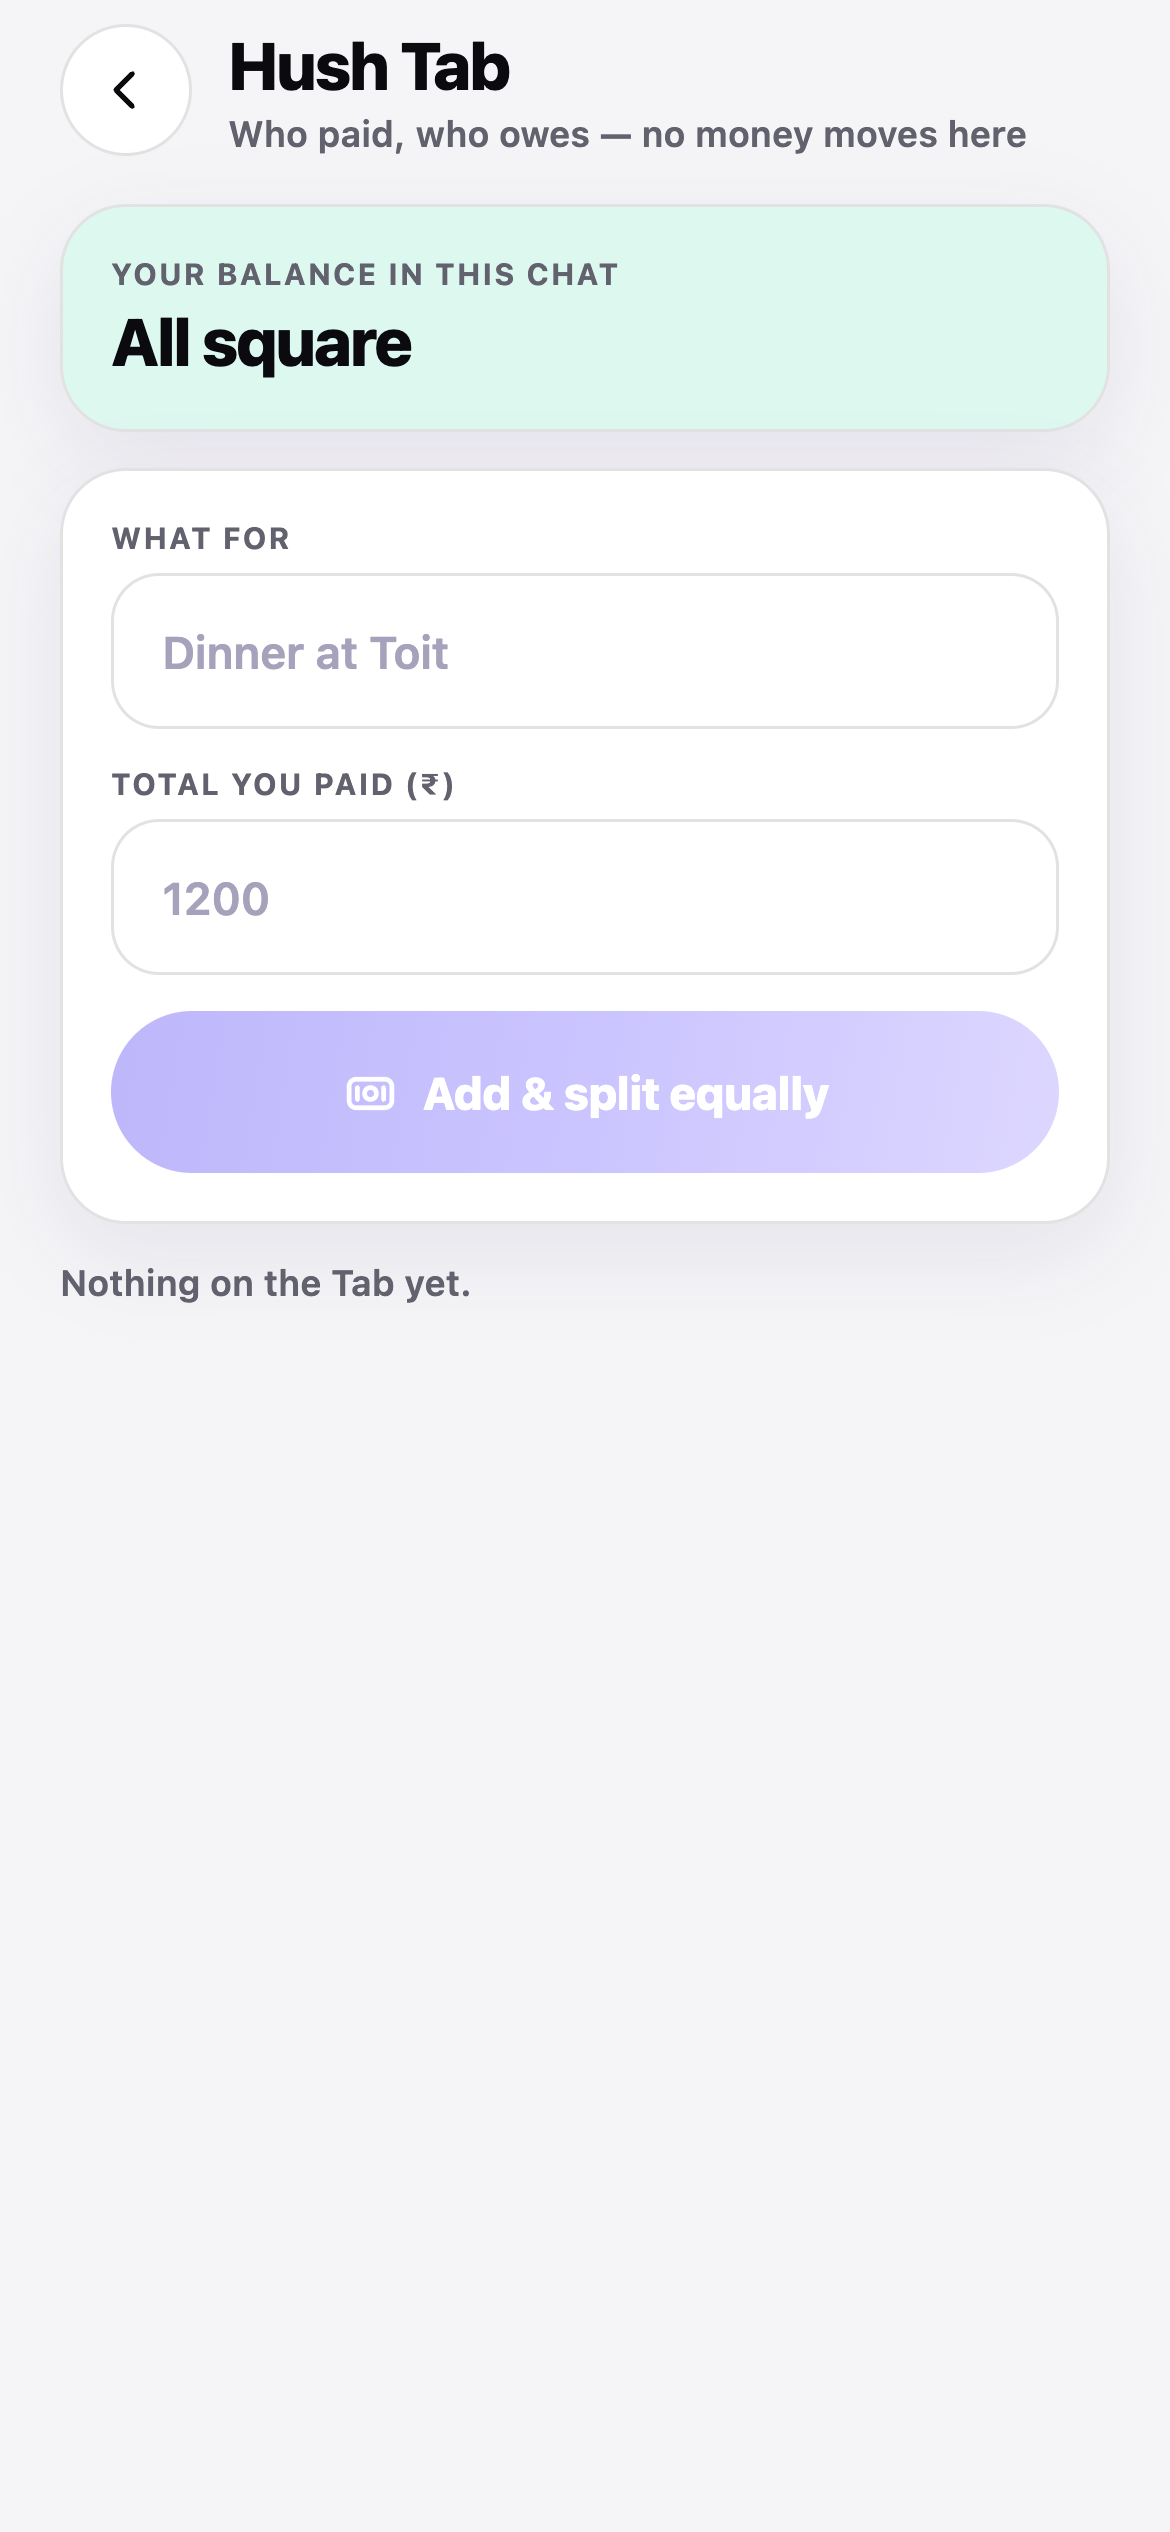 Hush Tab
Who paid, who owes — no money moves here
YOUR BALANCE IN THIS CHAT
All square
WHAT FOR
Dinner at Toit
TOTAL YOU PAID (₹)
1200
Add & split equally
Nothing on the Tab yet.